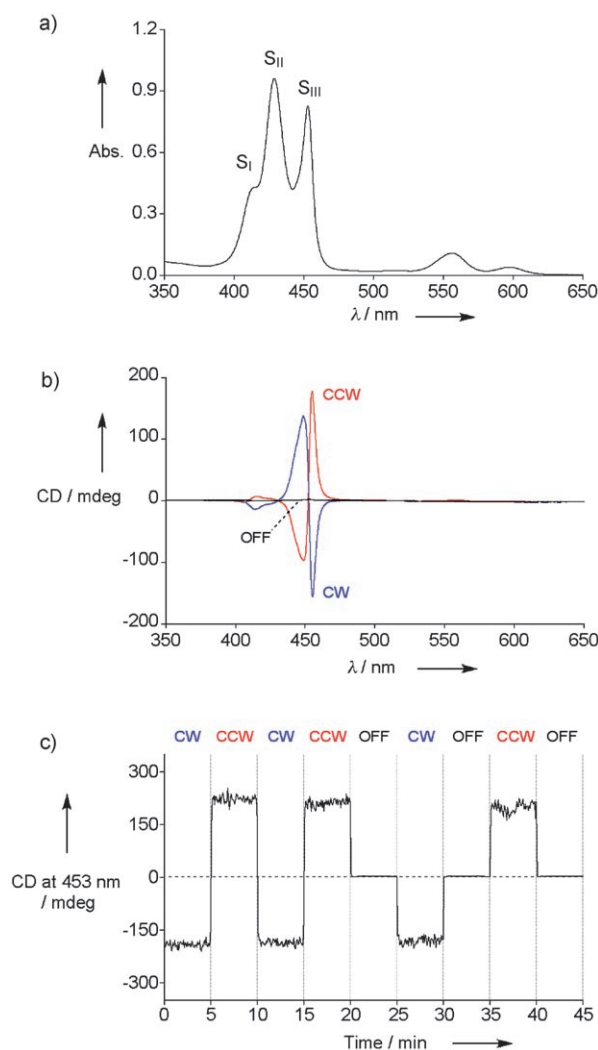 a)
1.2
0.9
0.6
0.3
0.0
Abs.
S_I
S_II
S_III
350 400 450 500 550 600 650
λ / nm
b)
200
100
0
-100
-200
CD / mdeg
CCW
OFF
CW
350 400 450 500 550 600 650
λ / nm
c)
CW CCW CW CCW OFF CW OFF CCW OFF
300
150
0
-150
-300
CD at 453 nm
/ mdeg
0 5 10 15 20 25 30 35 40 45
Time / min